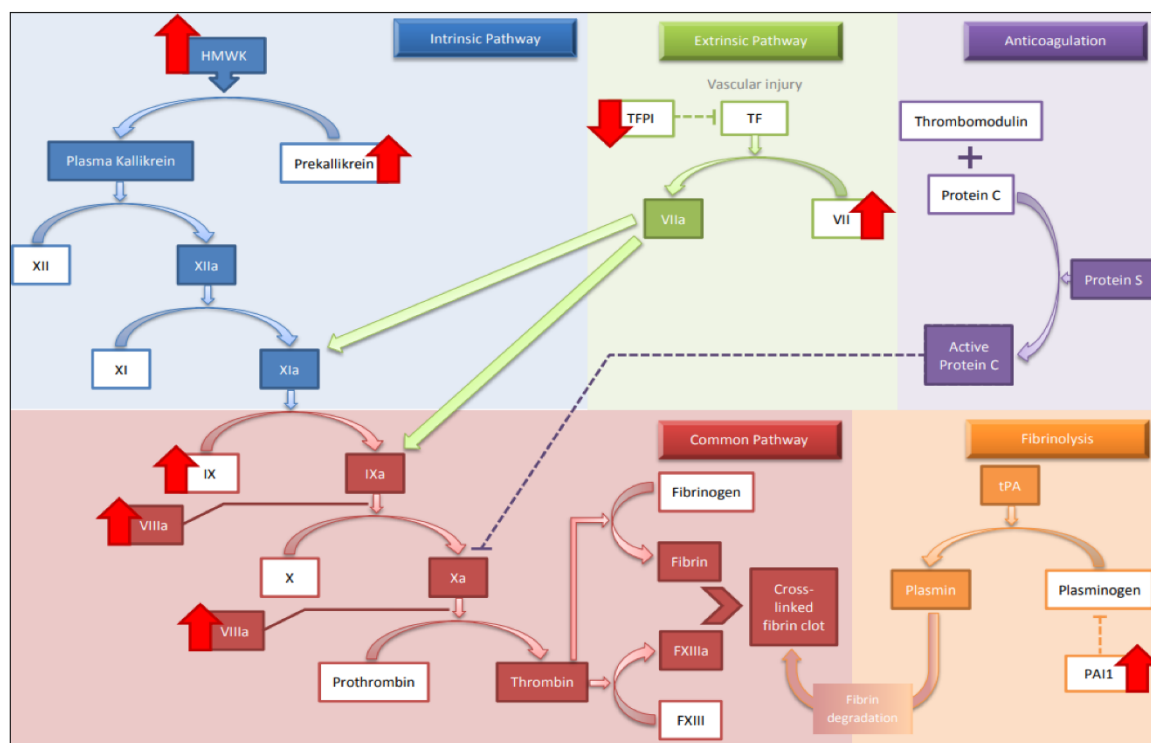 Intrinsic Pathway
Extrinsic Pathway
Anticoagulation
HMWK
Plasma Kallikrein
Prekallikrein
XII
XIIa
XI
XIa
Vascular injury
TFPI
TF
VIIa
VII
Thrombomodulin
+
Protein C
Protein S
Active
Protein C
Common Pathway
Fibrinolysis
IX
IXa
VIIIa
X
Xa
VIIIa
Prothrombin
Thrombin
Fibrinogen
Fibrin
FXIIIa
FXIII
Cross-
linked
fibrin clot
tPA
Plasmin
Plasminogen
PAI1
Fibrin
degradation